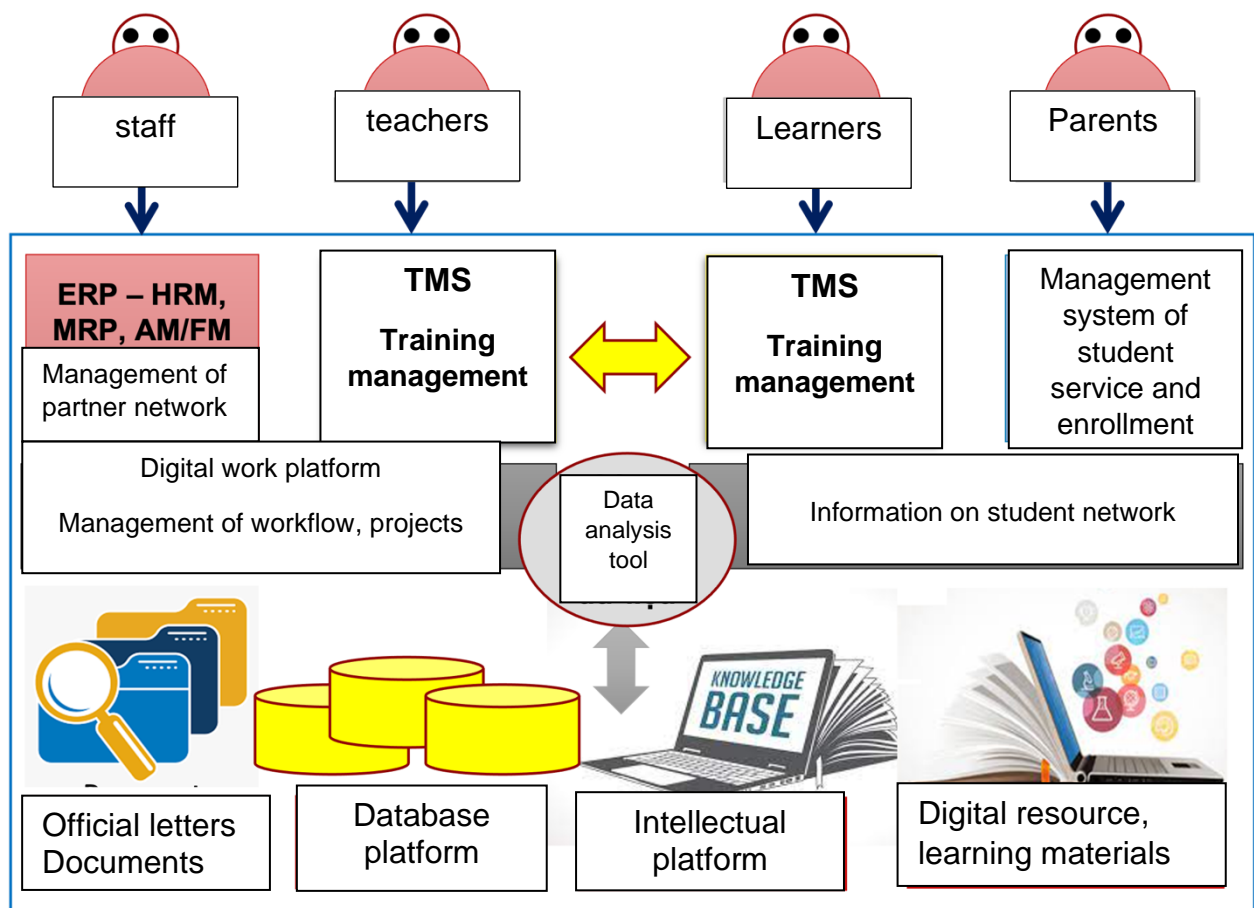 staff
teachers
Learners
Parents
ERP – HRM,
MRP, AM/FM
Management of
partner network
TMS
Training
management
TMS
Training
management
Management
system of
student
service and
enrollment
Digital work platform
Management of workflow, projects
Data
analysis
tool
Information on student network
KNOWLEDGE
BASE
Official letters
Documents
Database
platform
Intellectual
platform
Digital resource,
learning materials